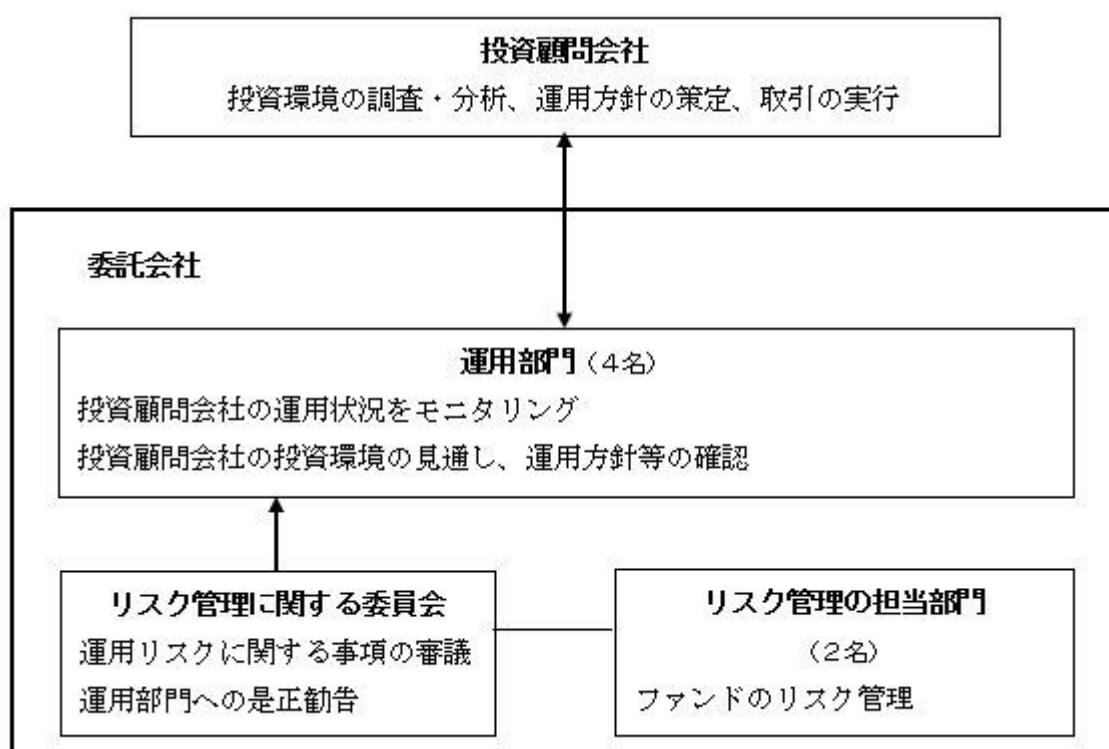 投資顧問会社
投資環境の調査・分析、運用方針の策定、取引の実行
委託会社
運用部門（４名）
投資顧問会社の運用状況をモニタリング
投資顧問会社の投資環境の見通し、運用方針等の確認
リスク管理に関する委員会
運用リスクに関する事項の審議
運用部門への是正勧告
リスク管理の担当部門
（２名）
ファンドのリスク管理